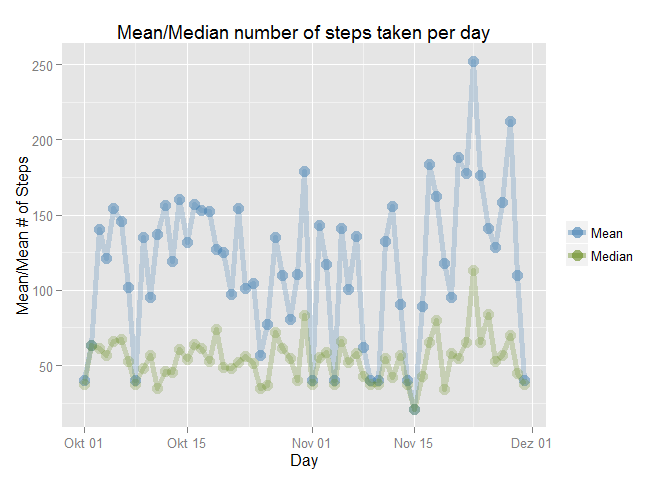 Mean/Median number of steps taken per day
Mean/Mean # of Steps
250
200
150
100
50
Okt 01
Okt 15
Nov 01
Nov 15
Dez 01
Day
Mean
Median